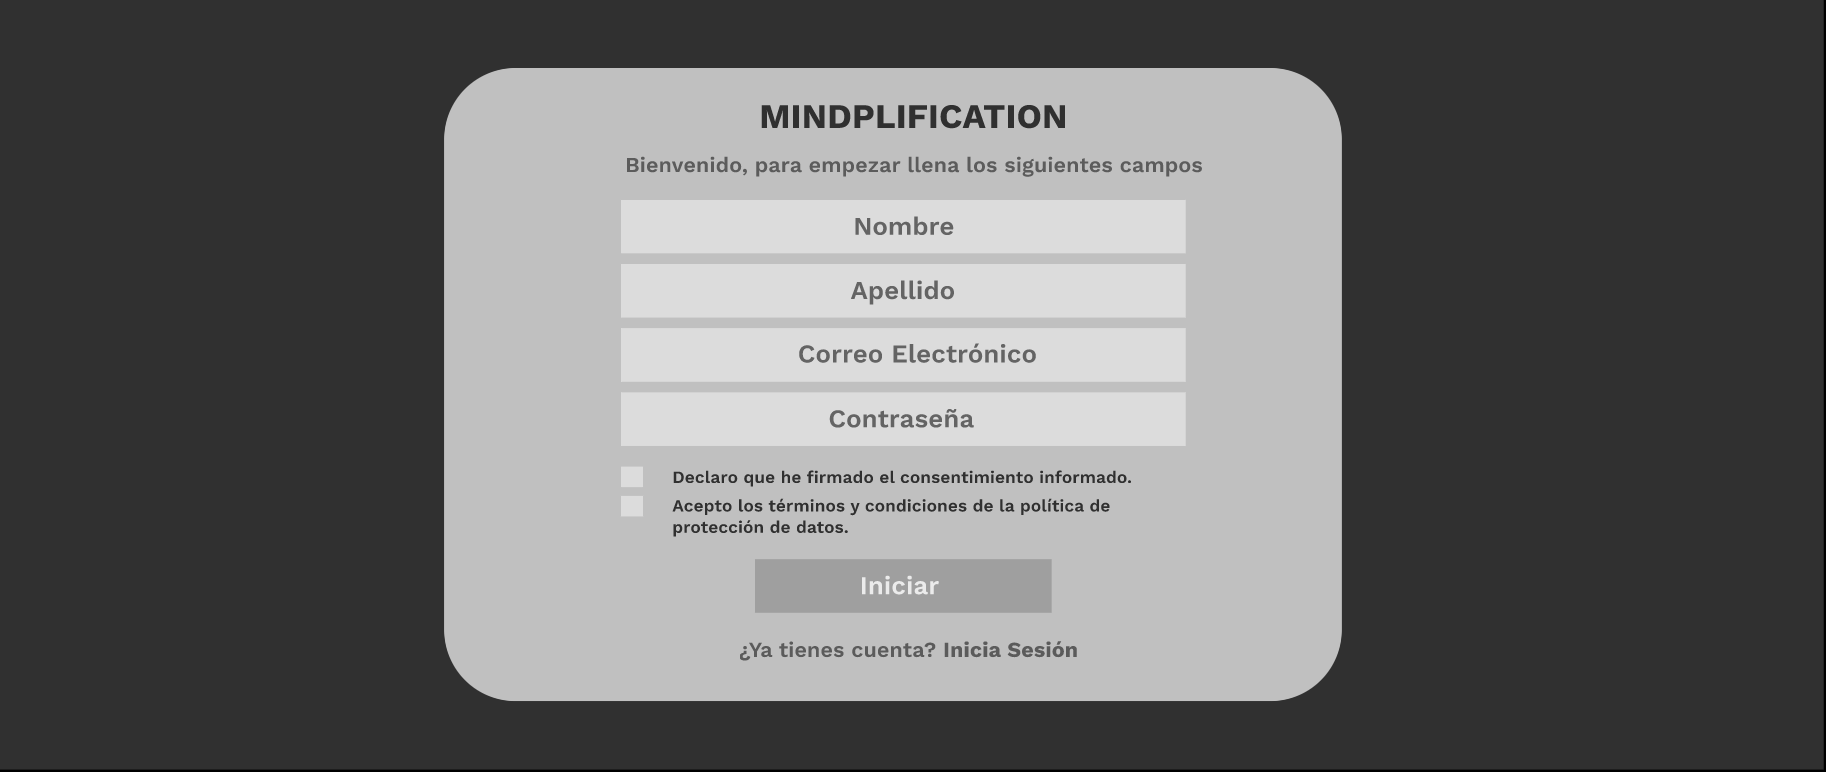 MINDPLIFICATION
Bienvenido, para empezar llena los siguientes campos
Nombre
Apellido
Correo Electrónico
Contraseña
Declaro que he firmado el consentimiento informado.
Acepto los términos y condiciones de la política de
protección de datos.
Iniciar
¿Ya tienes cuenta? Inicia Sesión